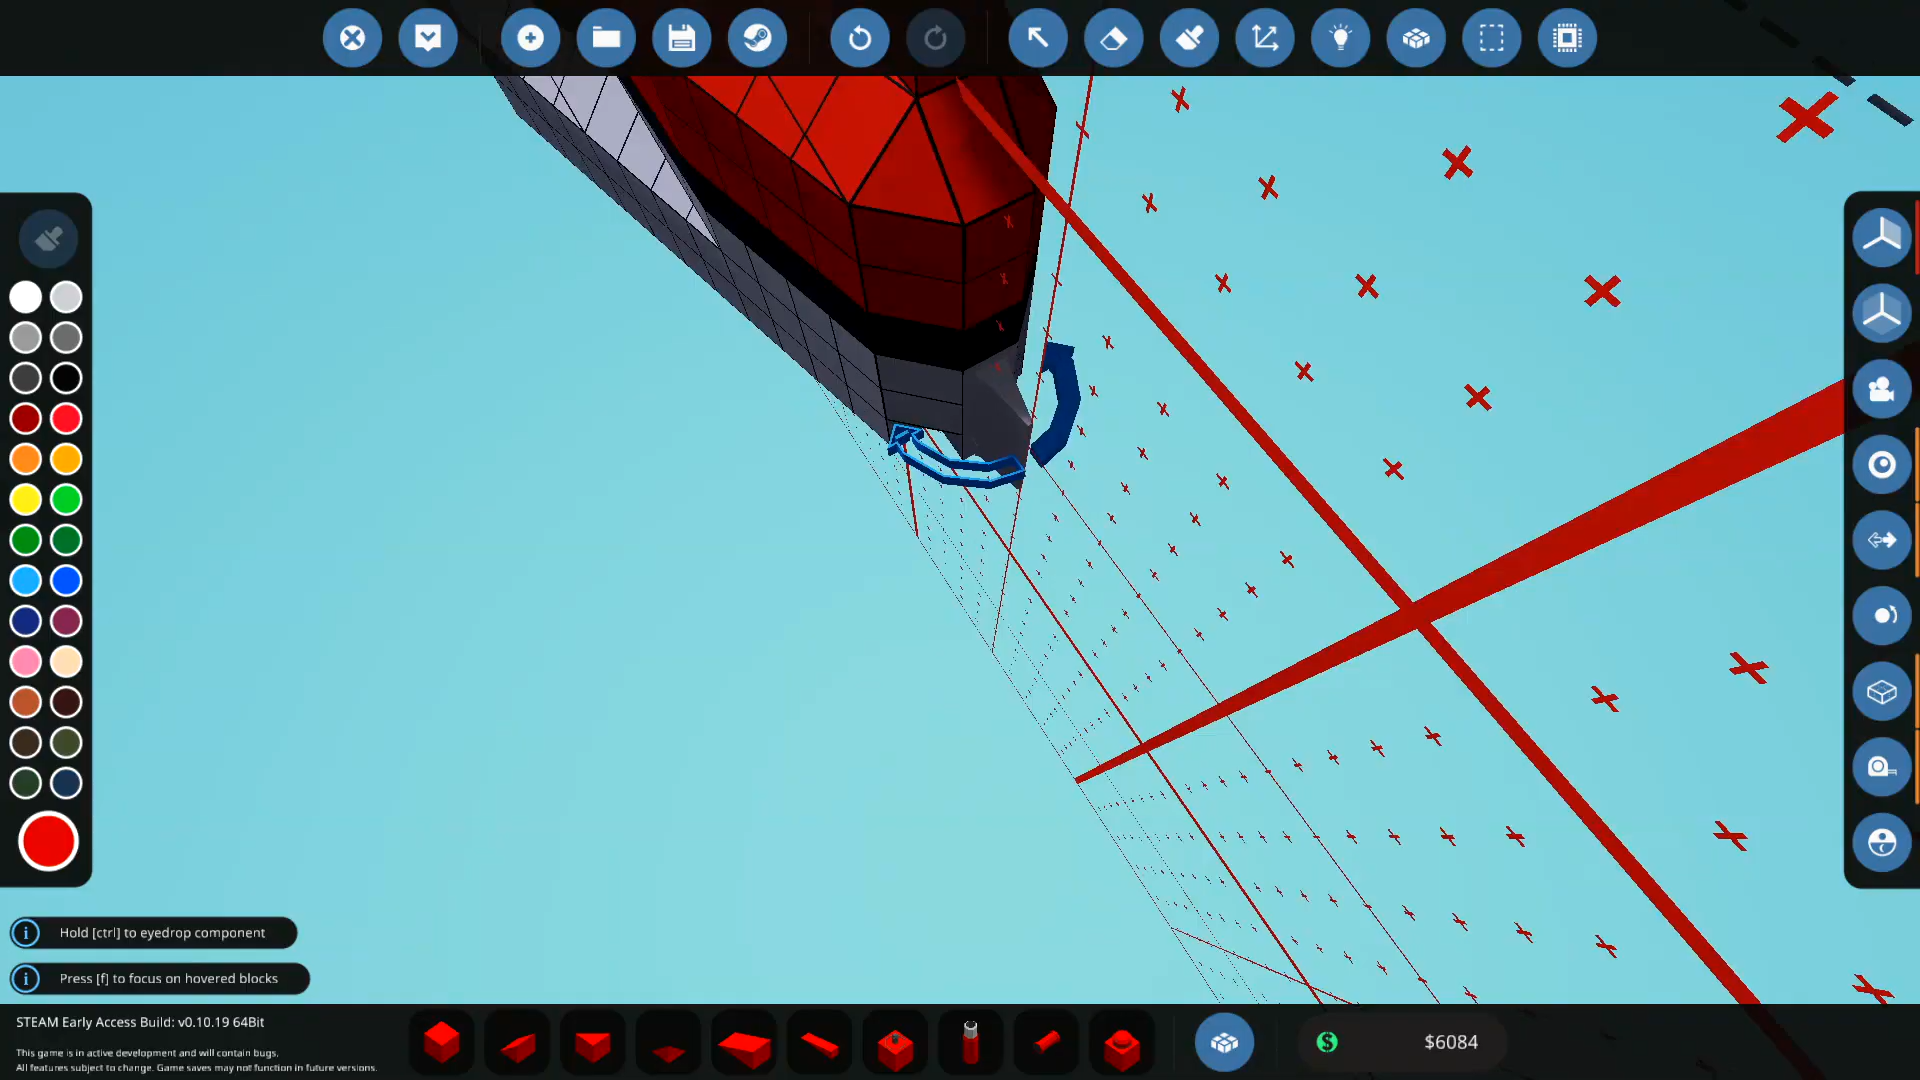 Hold [ctrl] to eyedrop component
Press [f] to focus on hovered blocks
STEAM Early Access Build: v0.10.19 64Bit
This game is in active development and will contain bugs.
All features subject to change. Game saves may not function in future versions.
$6084